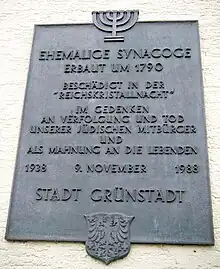 EHEMALIGE SYNAGOGE
ERBAUT UM 1790
BESCHÄDIGT IN DER
"REICHSKRISTALLNACHT"
IM GEDENKEN
AN VERFOLGUNG UND TOD
UNSERER JÜDISCHEN MITBÜRGER
UND
ALS MAHNUNG AN DIE LEBENDEN
1938 9. NOVEMBER 1988
STADT GRÜNSTADT